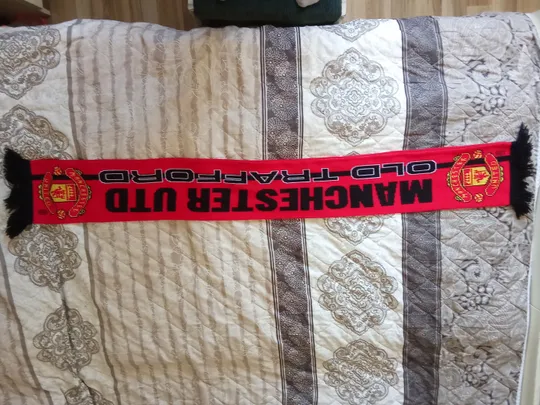 MANCHESTER UTD
OLD TRAFFORD